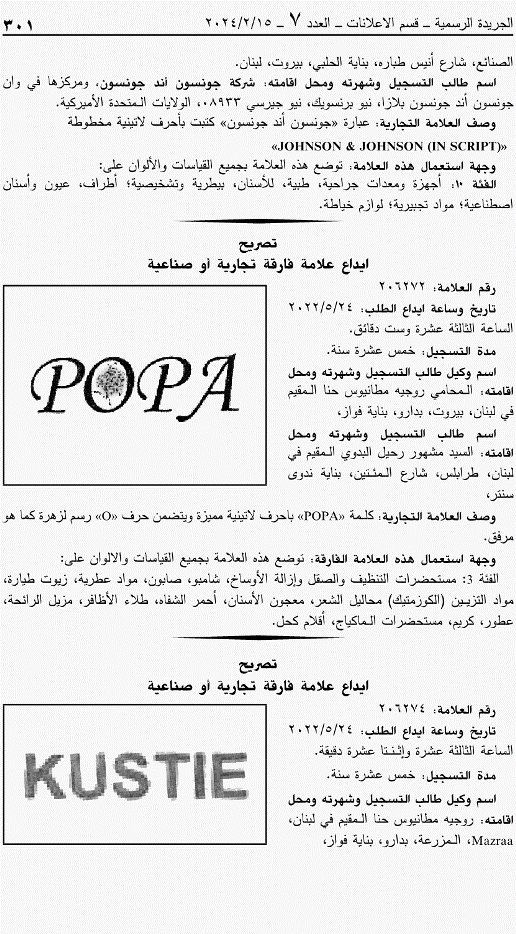 الجريدة الرسمية ــ قسم الاعلانات ــ العدد ٧ ــ ٢٠٢٤/٢/١٥
٣٠١
الصنائع، شارع أنيس طباره، بناية الحلبي، بيروت، لبنان.
اسم طالب التسجيل وشهرته ومحل اقامته: شركة جونسون أند جونسون، ومركزها في وان
جونسون أند جونسون بلازا، نيو برنسويك، نيو جيرسي ٠٨٩٣٣، الولايات المتحدة الأميركية.
وصف العلامة التجارية: عبارة «جونسون أند جونسون» كتبت بأحرف لاتينية مخطوطة
«JOHNSON & JOHNSON (IN SCRIPT)»
وجهة استعمال هذه العلامة: توضع هذه العلامة بجميع القياسات والألوان على:
الفئة ١٠: أجهزة ومعدات جراحية، طبية، للأسنان، بيطرية وتشخيصية؛ أطراف، عيون وأسنان
اصطناعية؛ مواد تجبيرية؛ لوازم خياطة.
تصريح
ايداع علامة فارقة تجارية أو صناعية
رقم العلامة: ٢٠٦٢٧٢
تاريخ وساعة ايداع الطلب: ٢٠٢٢/٥/٢٤
الساعة الثالثة عشرة وست دقائق.
مدة التسجيل: خمس عشرة سنة.
اسم وكيل طالب التسجيل وشهرته ومحل
اقامته: المحامي روجيه مطانيوس حنا المقيم
في لبنان، بيروت، بدارو، بناية فواز،
اسم طالب التسجيل وشهرته ومحل
اقامته: السيد مشهور رحيل البدوي المقيم في
لبنان، طرابلس، شارع المئتين، بناية ندوى
سنتر،
POPA
وصف العلامة التجارية: كلمة «POPA» باحرف لاتينية مميزة ويتضمن حرف «O» رسم لزهرة كما هو
مرفق.
وجهة استعمال هذه العلامة الفارقة: توضع هذه العلامة بجميع القياسات والالوان على:
الفئة 3: مستحضرات التنظيف والصقل وإزالة الأوساخ، شامبو، صابون، مواد عطرية، زيوت طيارة،
مواد التزيين (الكوزمتيك) محاليل الشعر، معجون الأسنان، أحمر الشفاه، طلاء الأظافر، مزيل الرائحة،
عطور، كريم، مستحضرات الماكياج، أقلام كحل.
تصريح
ايداع علامة فارقة تجارية أو صناعية
رقم العلامة: ٢٠٦٢٧٤
تاريخ وساعة ايداع الطلب: ٢٠٢٢/٥/٢٤
الساعة الثالثة عشرة وإثنتا عشرة دقيقة.
مدة التسجيل: خمس عشرة سنة.
اسم وكيل طالب التسجيل وشهرته ومحل
اقامته: روجيه مطانيوس حنا المقيم في لبنان،
Mazraa، المزرعة، بدارو، بناية فواز،
KUSTIE